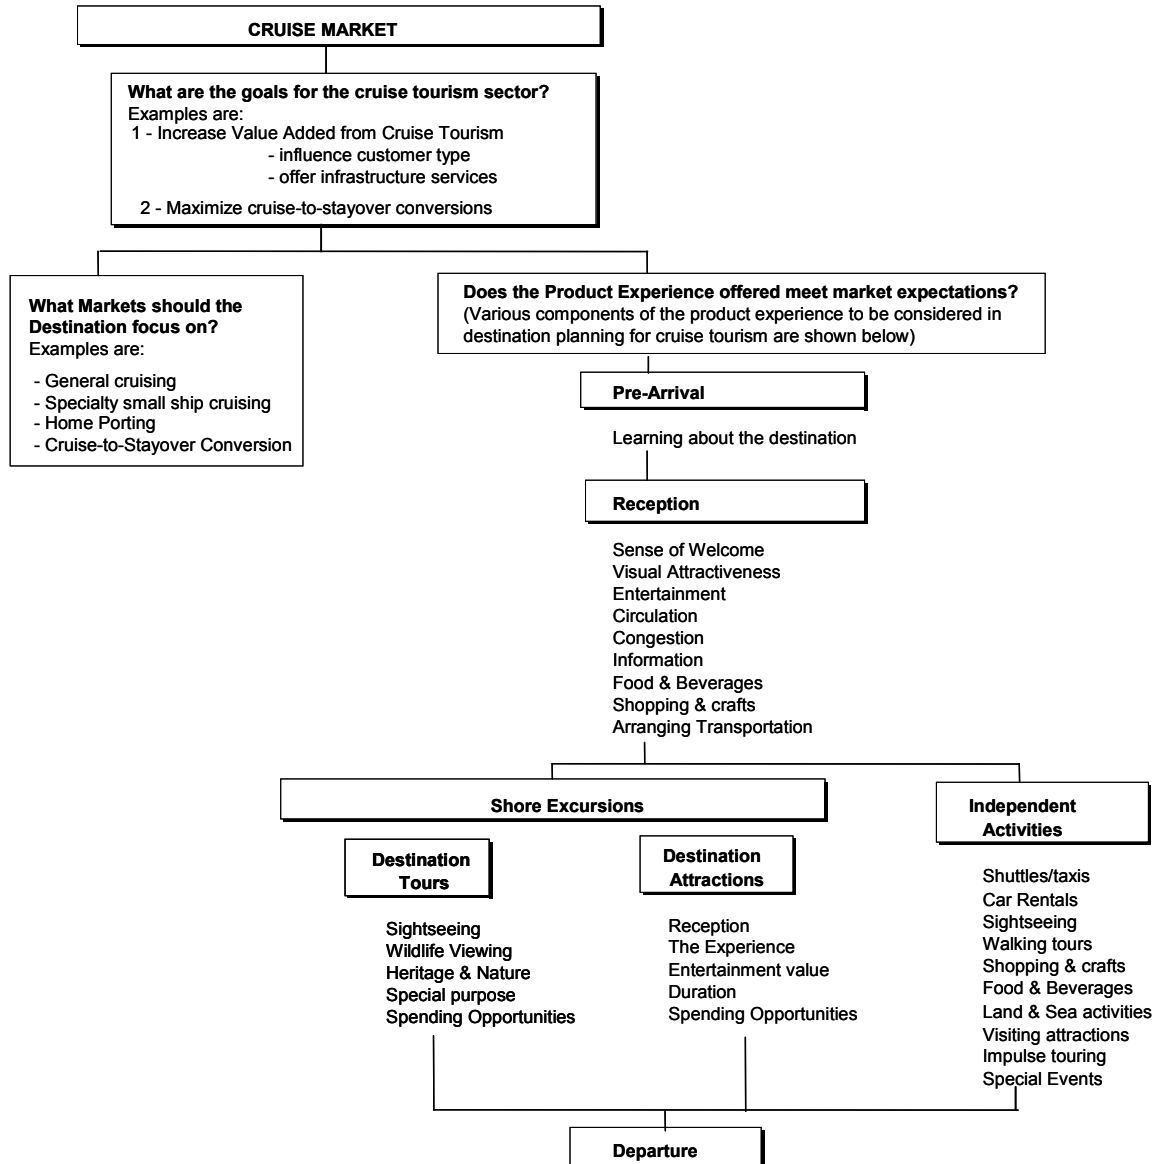 CRUISE MARKET
What are the goals for the cruise tourism sector?
Examples are:
1 - Increase Value Added from Cruise Tourism
- influence customer type
- offer infrastructure services
2 - Maximize cruise-to-stayover conversions
What Markets should the
Destination focus on?
Examples are:
- General cruising
- Specialty small ship cruising
- Home Porting
- Cruise-to-Stayover Conversion
Does the Product Experience offered meet market expectations?
(Various components of the product experience to be considered in
destination planning for cruise tourism are shown below)
Pre-Arrival
Learning about the destination
Reception
Sense of Welcome
Visual Attractiveness
Entertainment
Circulation
Congestion
Information
Food & Beverages
Shopping & crafts
Arranging Transportation
Shore Excursions
Destination
Tours
Sightseeing
Wildlife Viewing
Heritage & Nature
Special purpose
Spending Opportunities
Destination
Attractions
Reception
The Experience
Entertainment value
Duration
Spending Opportunities
Independent
Activities
Shuttles/taxis
Car Rentals
Sightseeing
Walking tours
Shopping & crafts
Food & Beverages
Land & Sea activities
Visiting attractions
Impulse touring
Special Events
Departure